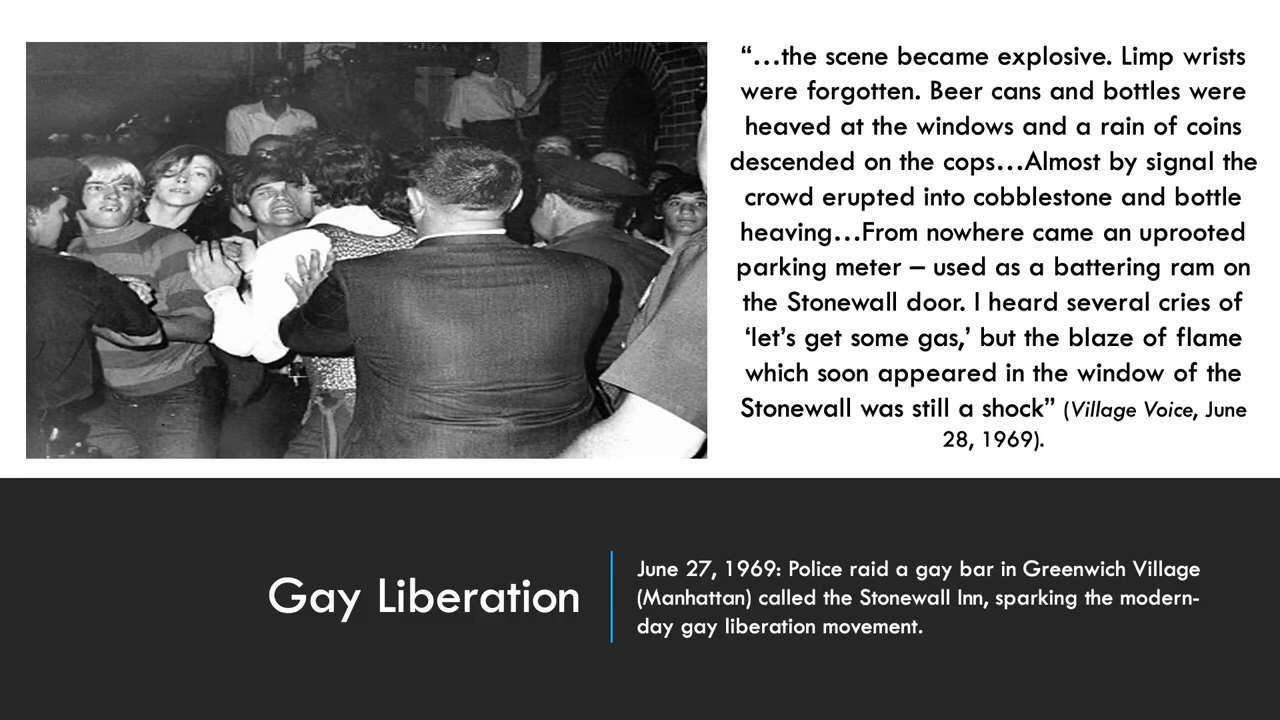 “…the scene became explosive. Limp wrists
were forgotten. Beer cans and bottles were
heaved at the windows and a rain of coins
descended on the cops…Almost by signal the
crowd erupted into cobblestone and bottle
heaving…From nowhere came an uprooted
parking meter – used as a battering ram on
the Stonewall door. I heard several cries of
‘let’s get some gas,’ but the blaze of flame
which soon appeared in the window of the
Stonewall was still a shock” (Village Voice, June
28, 1969).
Gay Liberation
June 27, 1969: Police raid a gay bar in Greenwich Village
(Manhattan) called the Stonewall Inn, sparking the modern-
day gay liberation movement.